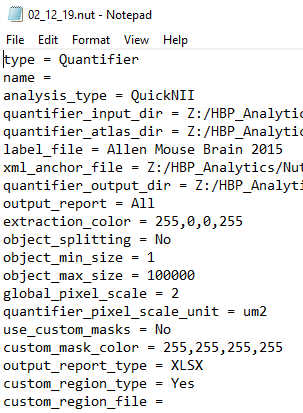 02_12_19.nut - Notepad
File Edit Format View Help
type = Quantifier
name =
analysis_type = QuickNII
quantifier_input_dir = Z:/HBP_Analytic
quantifier_atlas_dir = Z:/HBP_Analytic
label_file = Allen Mouse Brain 2015
xml_anchor_file = Z:/HBP_Analytics/Nut
quantifier_output_dir = Z:/HBP_Analytic
output_report = All
extraction_color = 255,0,0,255
object_splitting = No
object_min_size = 1
object_max_size = 100000
global_pixel_scale = 2
quantifier_pixel_scale_unit = um2
use_custom_masks = No
custom_mask_color = 255,255,255,255
output_report_type = XLSX
custom_region_type = Yes
custom_region_file =